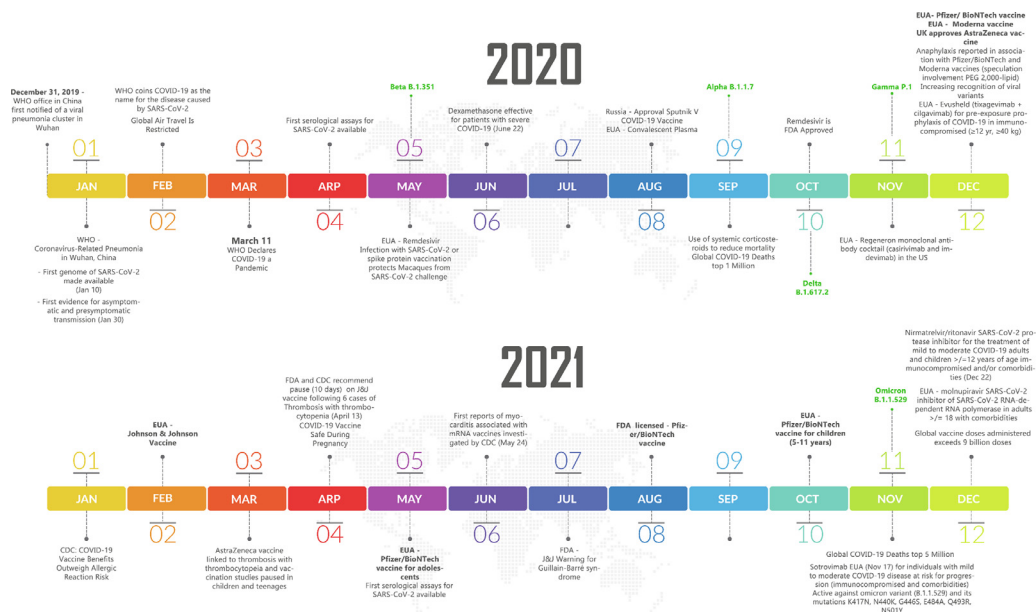 2020
December 31, 2019 -
WHO office in China
first notified of a viral
pneumonia cluster in
Wuhan
WHO coins COVID-19 as the
name for the disease caused
by SARS-CoV-2
Global Air Travel Is
Restricted
First serological assays for
SARS-CoV-2 available
Beta B.1.351
Dexamethasone effective
for patients with severe
COVID-19 (June 22)
Russia - Approval Sputnik V
COVID-19 Vaccine
EUA - Convalescent Plasma
Alpha B.1.1.7
Remdesivir is
FDA Approved
Gamma P.1
EUA- Pfizer/ BioNTech vaccine
EUA - Moderna vaccine
UK approves AstraZeneca vac-
cine
Anaphylaxis reported in associa-
tion with Pfizer/BioNTech and
Moderna vaccines (speculation
involvement PEG 2,000-lipid)
Increasing recognition of viral
variants
EUA - Evusheld (tixagevimab +
cilgavimab) for pre-exposure pro-
phylaxis of COVID-19 in immuno-
compromised (≥12 yr, ≥40 kg)
01
03
05
07
09
11
JAN
FEB
MAR
ARP
MAY
JUN
JUL
AUG
SEP
OCT
NOV
DEC
02
04
06
08
10
12
WHO -
Coronavirus-Related Pneumonia
in Wuhan, China
- First genome of SARS-CoV-2
made available
(Jan 10)
- First evidence for asymptom-
atic and presymptomatic
transmission (Jan 30)
March 11
WHO Declares
COVID-19 a
Pandemic
EUA - Remdesivir
Infection with SARS-COV-2 or
spike protein vaccination
protects Macaques from
SARS-CoV-2 challenge
Use of systemic corticoste-
roids to reduce mortality
Global COVID-19 Deaths
top 1 Million
Delta
B.1.617.2
EUA - Regeneron monoclonal anti-
body cocktail (casirivimab and im-
devimab) in the US
2021
EUA -
Johnson & Johnson
Vaccine
FDA and CDC recommend
pause (10 days) on J&J
vaccine following 6 cases of
Thrombosis with thrombo-
cytopenia (April 13)
COVID-19 Vaccine
Safe During
Pregnancy
First reports of myo-
carditis associated with
mRNA vaccines investi-
gated by CDC (May 24)
FDA licensed - Pfiz-
er/BioNTech
vaccine
EUA -
Pfizer/BioNTech
vaccine for children
(5-11 years)
Omicron
B.1.1.529
Nirmatrelvir/ritonavir SARS-CoV-2 pro-
tease inhibitor for the treatment of
mild to moderate COVID-19 adults
and children >/=12 years of age im-
munocompromised and/or comorbidi-
ties (Dec 22)
EUA - molnupiravir SARS-CoV-2
inhibitor of SARS-COV-2 RNA-de-
pendent RNA polymerase in adults
>/= 18 with comorbidities
Global vaccine doses administered
exceeds 9 billion doses
01
03
05
07
09
11
JAN
FEB
MAR
ARP
MAY
JUN
JUL
AUG
SEP
OCT
NOV
DEC
02
04
06
08
10
12
CDC: COVID-19
Vaccine Benefits
Outweigh Allergic
Reaction Risk
AstraZeneca vaccine
linked to thrombosis with
thrombocytopeia and vac-
cination studies paused in
children and teenages
EUA -
Pfizer/BioNTech
vaccine for adoles-
cents
First serological assays for
SARS-COV-2 available
FDA -
J&J Warning for
Guillain-Barré syn-
drome
Global COVID-19 Deaths top 5 Million
Sotrovimab EUA (Nov 17) for individuals with mild
to moderate COVID-19 disease at risk for progres-
sion (immunocompromised and comorbidities)
Active against omicron variant (B.1.1.529) and its
mutations K417N, N440K, G446S, E484A, Q493R,
N501Y